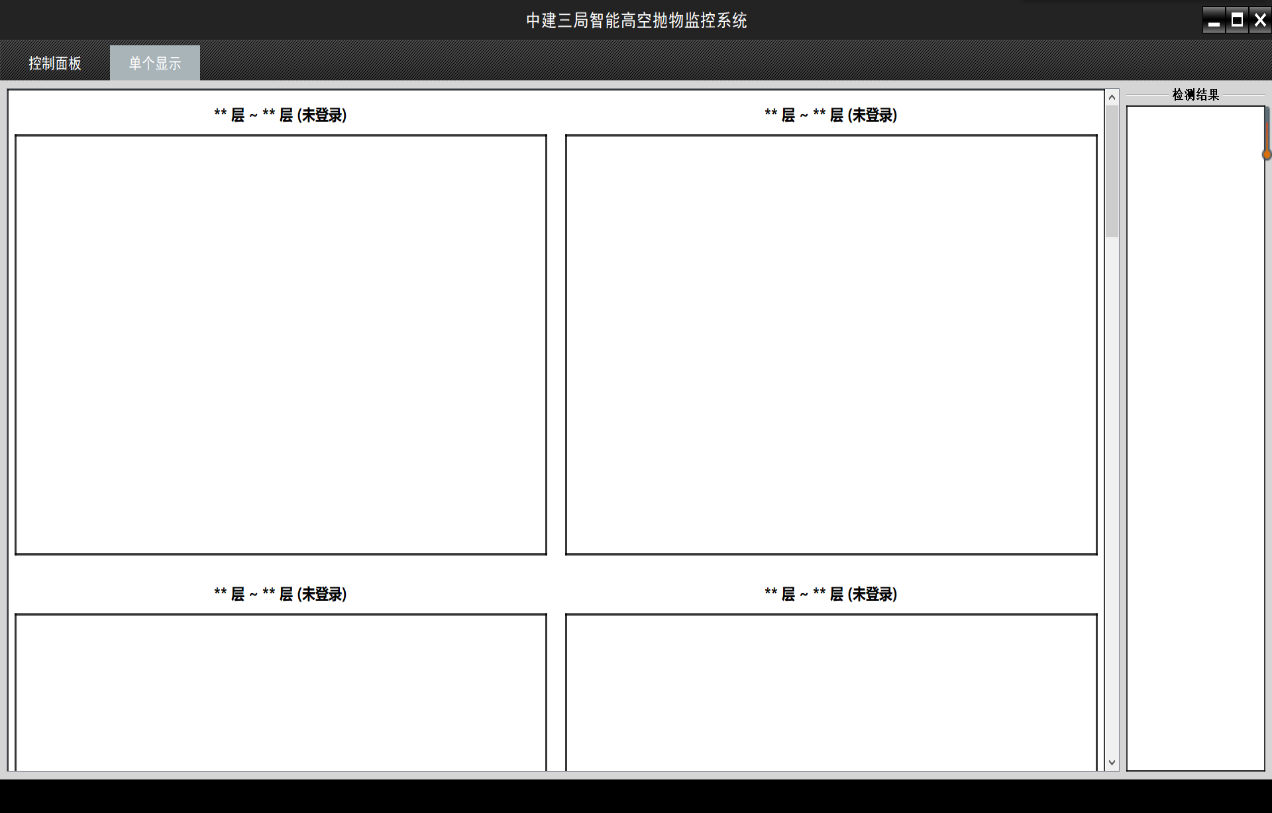 中建三局智能高空抛物监控系统
控制面板
单个显示
** 层 ~ ** 层 (未登录)
** 层 ~ ** 层 (未登录)
检测结果
** 层 ~ ** 层 (未登录)
** 层 ~ ** 层 (未登录)